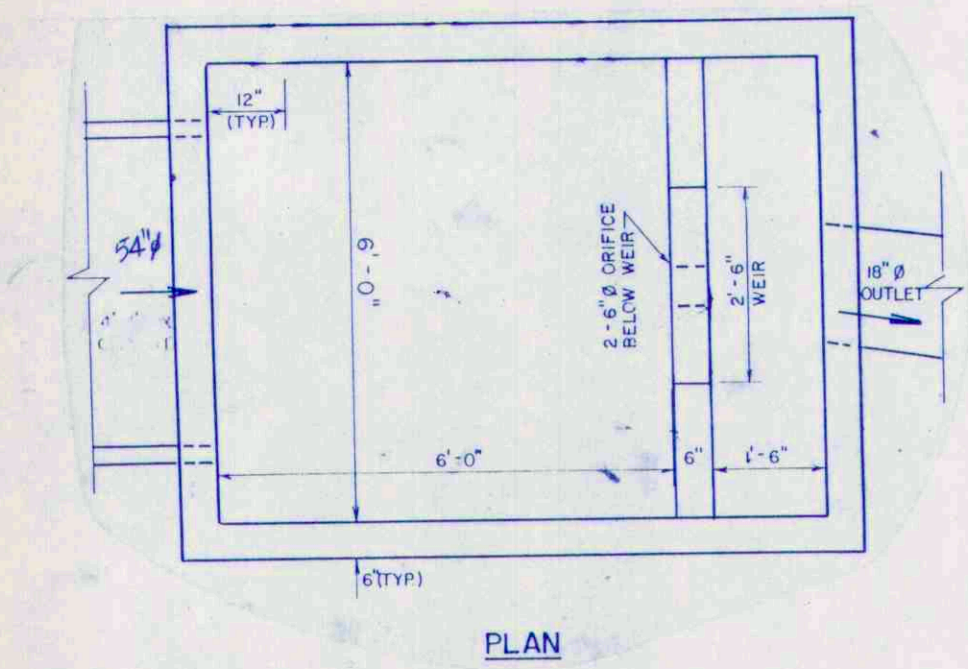 12"
(TYP.)
54"ø
6'-0"
2-6"Ø ORIFICE
BELOW WEIR
2'-6"
WEIR
18" Ø
OUTLET
6'-0"
6"
1'-6"
6"(TYP.)
PLAN